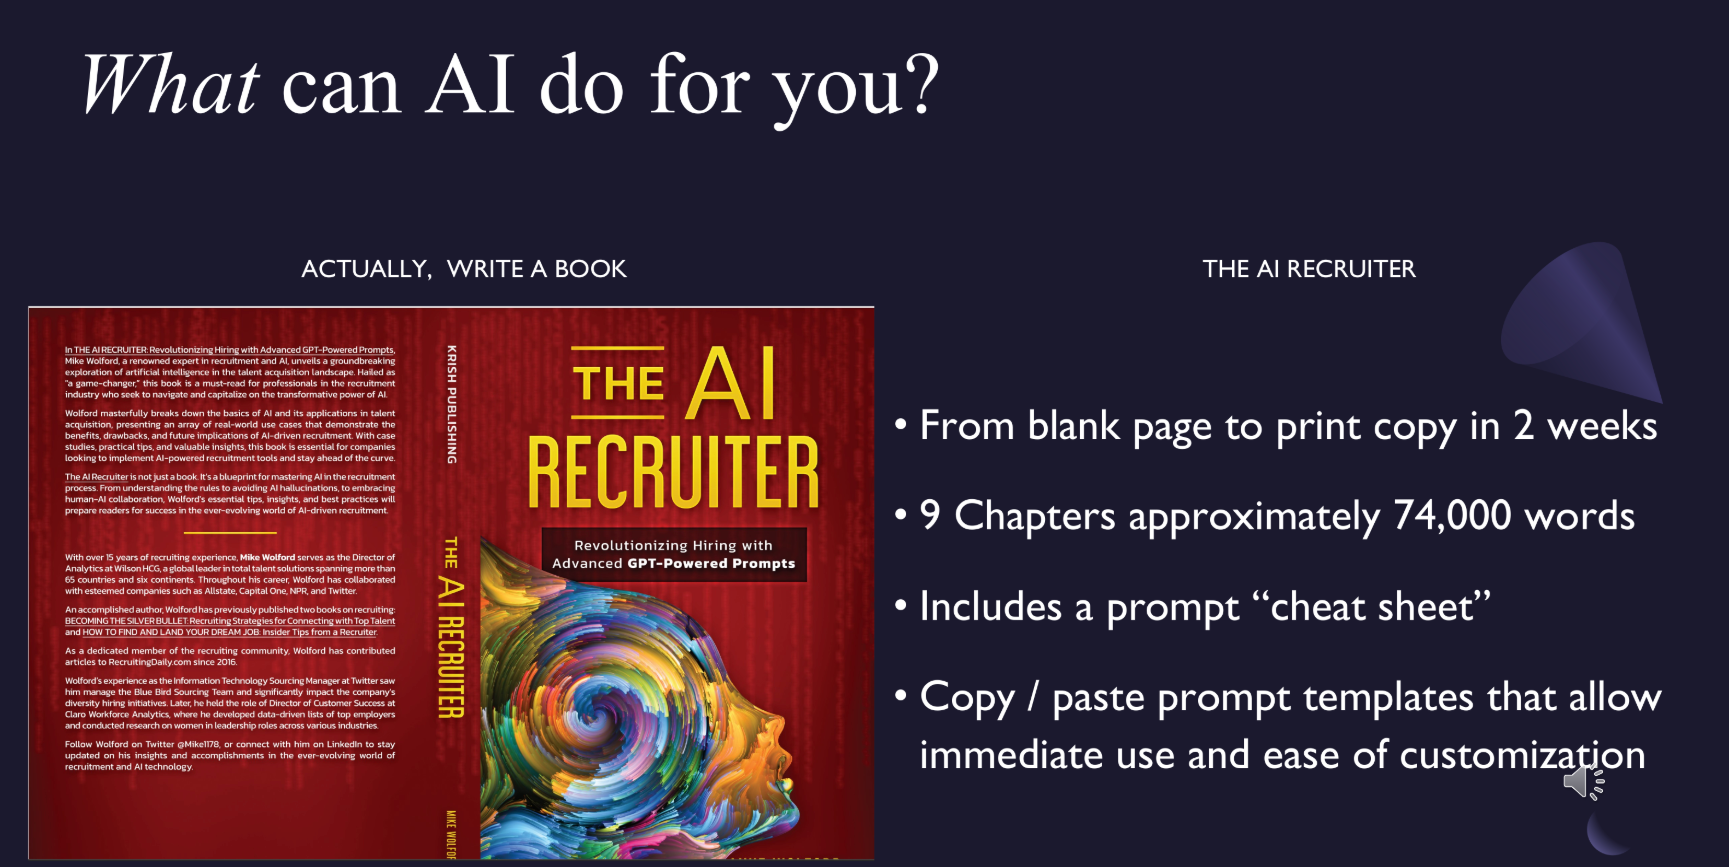 What can AI do for you?
ACTUALLY, WRITE A BOOK
In THE AI RECRUITER: Revolutionizing Hiring with Advanced GPT-Powered Prompts,
Mike Wolford, a renowned expert in recruitment and AI, unveils a groundbreaking
exploration of artificial intelligence in the talent acquisition landscape. Hailed as
"a game-changer," this book is a must-read for professionals in the recruitment
industry who seek to navigate and capitalize on the transformative power of AI.
Wolford masterfully breaks down the basics of AI and its applications in talent
acquisition, presenting an array of real-world use cases that demonstrate the
benefits, drawbacks, and future implications of AI-driven recruitment. With case
studies, practical tips, and valuable insights, this book is essential for companies
looking to implement AI-powered recruitment tools and stay ahead of the curve.
The AI Recruiter is not just a book. It's a blueprint for mastering AI in the recruitment
process. From understanding the rules to avoiding AI hallucinations, to embracing
human-AI collaboration, Wolford's essential tips, insights, and best practices will
prepare readers for success in the ever-evolving world of AI-driven recruitment.
With over 15 years of recruiting experience, Mike Wolford serves as the Director of
Analytics at Wilson HCG, a global leader in total talent solutions spanning more than
65 countries and six continents. Throughout his career, Wolford has collaborated
with esteemed companies such as Allstate, Capital One, NPR, and Twitter.
An accomplished author, Wolford has previously published two books on recruiting:
BECOMING THE SILVER BULLET: Recruiting Strategies for Connecting with Top Talent
and HOW TO FIND AND LAND YOUR DREAM JOB: Insider Tips from a Recruiter.
As a dedicated member of the recruiting community, Wolford has contributed
articles to RecruitingDaily.com since 2016.
Wolford's experience as the Information Technology Sourcing Manager at Twitter saw
him manage the Blue Bird Sourcing Team and significantly impact the company's
diversity hiring initiatives. Later, he held the role of Director of Customer Success at
Claro Workforce Analytics, where he developed data-driven lists of top employers
and conducted research on women in leadership roles across various industries.
Follow Wolford on Twitter @Mike1178, or connect with him on LinkedIn to stay
updated on his insights and accomplishments in the ever-evolving world of
recruitment and AI technology.
KRISH PUBLISHING
THE AI RECRUITER
MIKE WOLFOR
THE AI
RECRUITER
Revolutionizing Hiring with
Advanced GPT-Powered Prompts
THE AI RECRUITER
• From blank page to print copy in 2 weeks
• 9 Chapters approximately 74,000 words
• Includes a prompt “cheat sheet”
• Copy / paste prompt templates that allow
immediate use and ease of customization